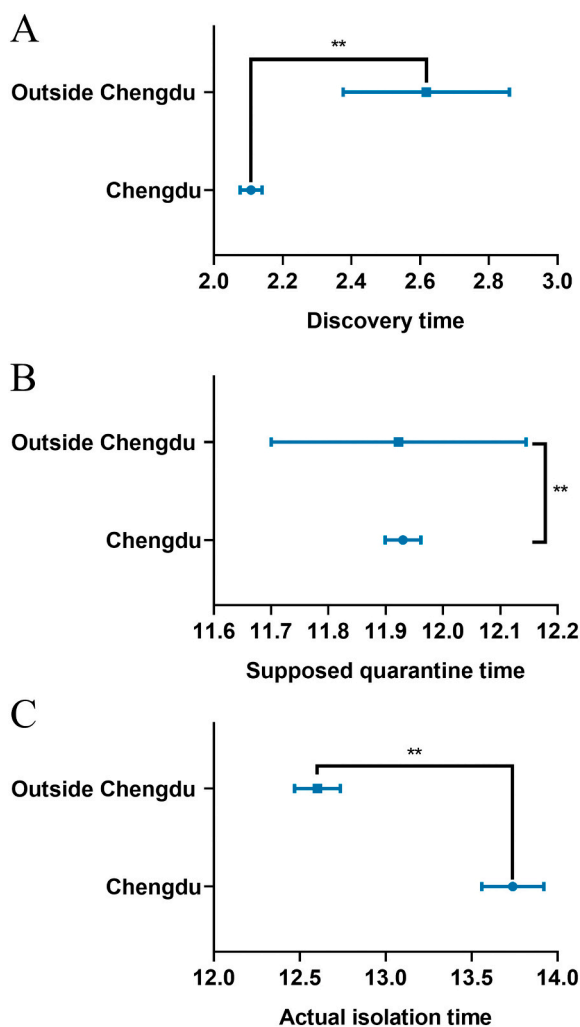 A
**
Outside Chengdu
Chengdu
2.0 2.2 2.4 2.6 2.8 3.0
Discovery time
B
Outside Chengdu
**
Chengdu
11.6 11.7 11.8 11.9 12.0 12.1 12.2
Supposed quarantine time
C
**
Outside Chengdu
Chengdu
12.0 12.5 13.0 13.5 14.0
Actual isolation time